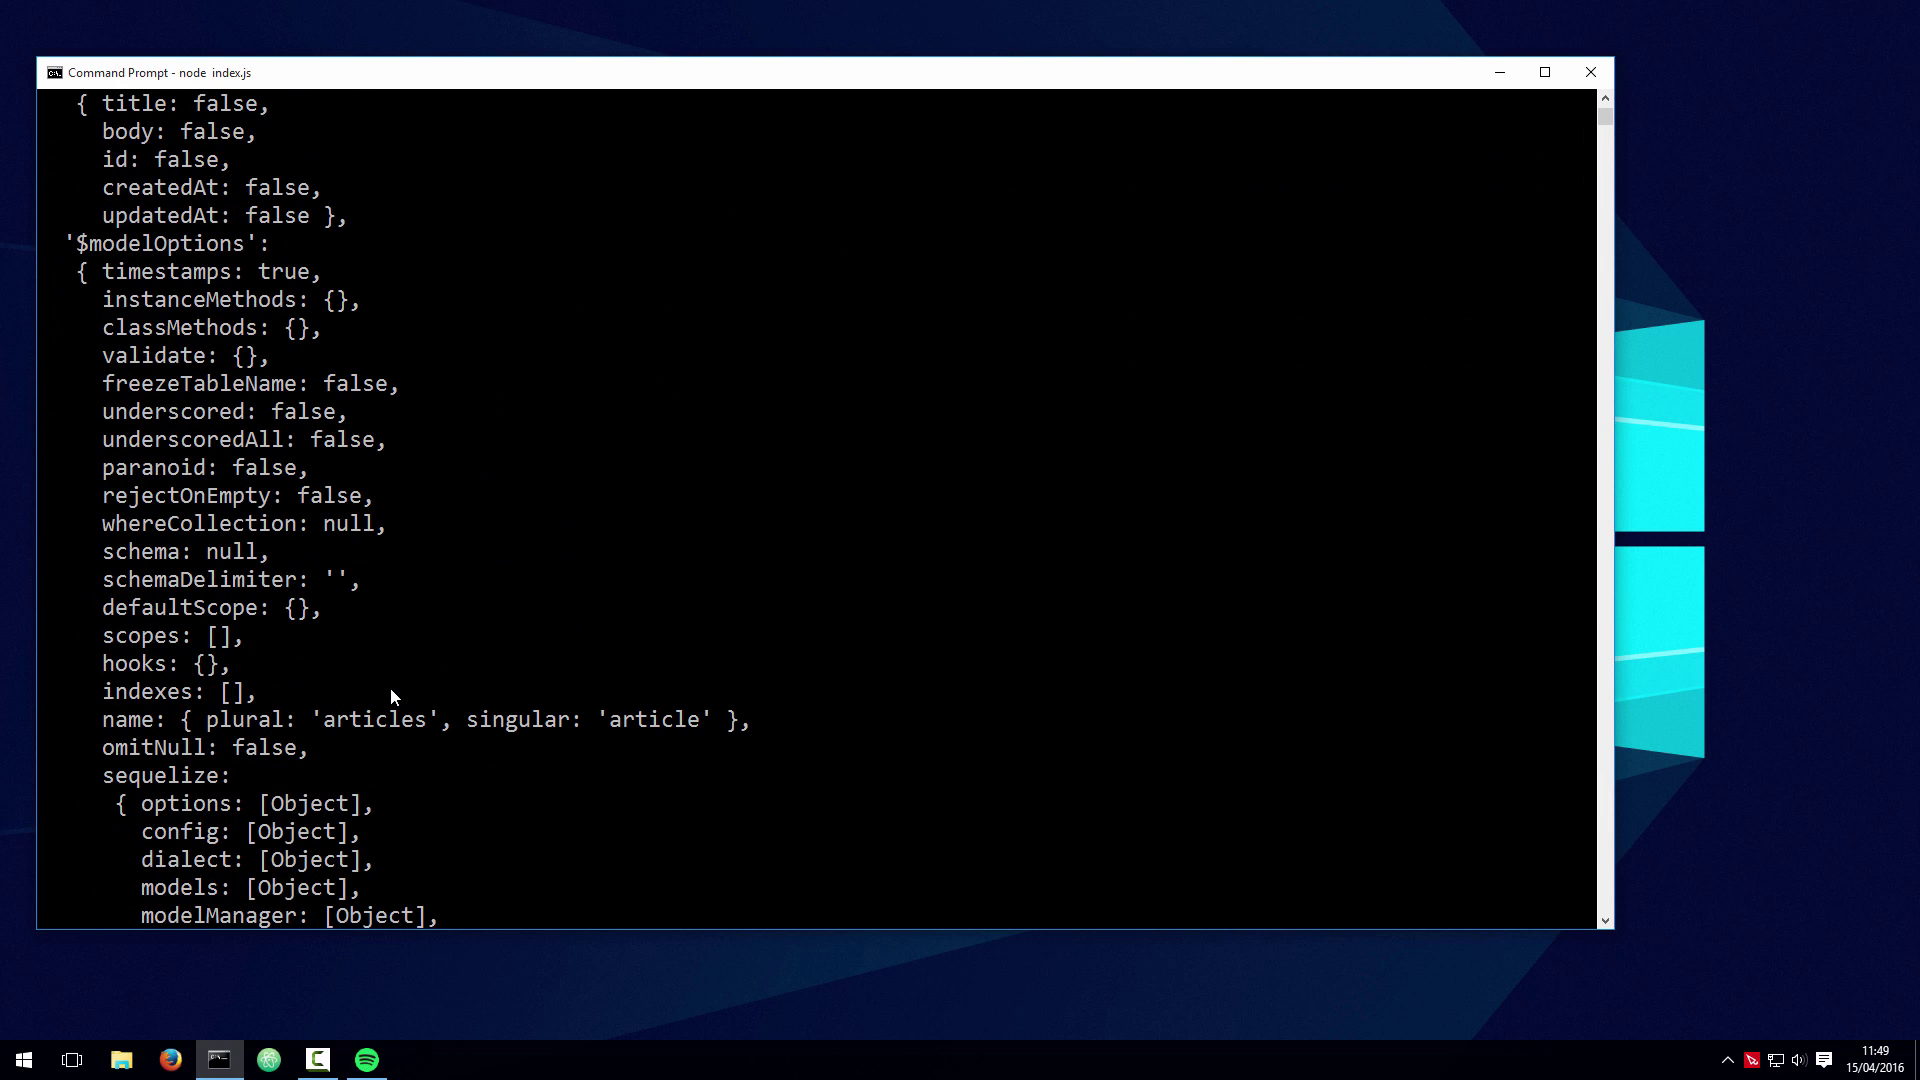 Command Prompt - node  index.js
{ title: false,
body: false,
id: false,
createdAt: false,
updatedAt: false },
'$modelOptions':
{ timestamps: true,
instanceMethods: {},
classMethods: {},
validate: {},
freezeTableName: false,
underscored: false,
underscoredAll: false,
paranoid: false,
rejectOnEmpty: false,
whereCollection: null,
schema: null,
schemaDelimiter: '',
defaultScope: {},
scopes: [],
hooks: {},
indexes: [],
name: { plural: 'articles', singular: 'article' },
omitNull: false,
sequelize:
{ options: [Object],
config: [Object],
dialect: [Object],
models: [Object],
modelManager: [Object],
11:49
15/04/2016